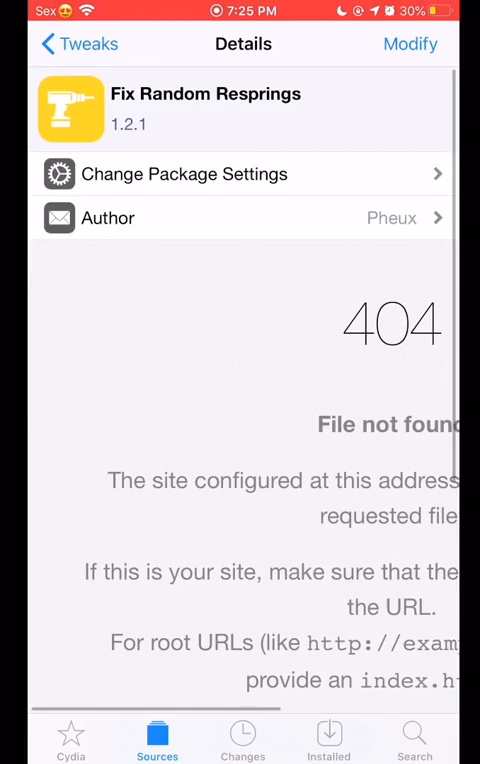 Sex😍 7:25 PM 30%
Tweaks Details Modify
Fix Random Resprings
1.2.1
Change Package Settings
Author Pheux
404
File not found
The site configured at this address
requested file
If this is your site, make sure that the
the URL.
For root URLs (like http://exam
provide an index.h
Cydia Sources Changes Installed Search